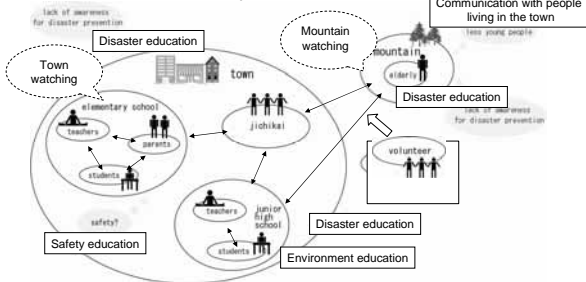 lack of awareness
for disaster prevention
Communication with people
living in the town
less young people
Disaster education
Mountain
watching
mountain
elderly
Town
watching
town
elementary school
teachers
parents
students
jichikai
Disaster education
lack of awareness
for disaster prevention
volunteer
teachers
junior
high
school
students
Disaster education
safety?
Safety education
Environment education